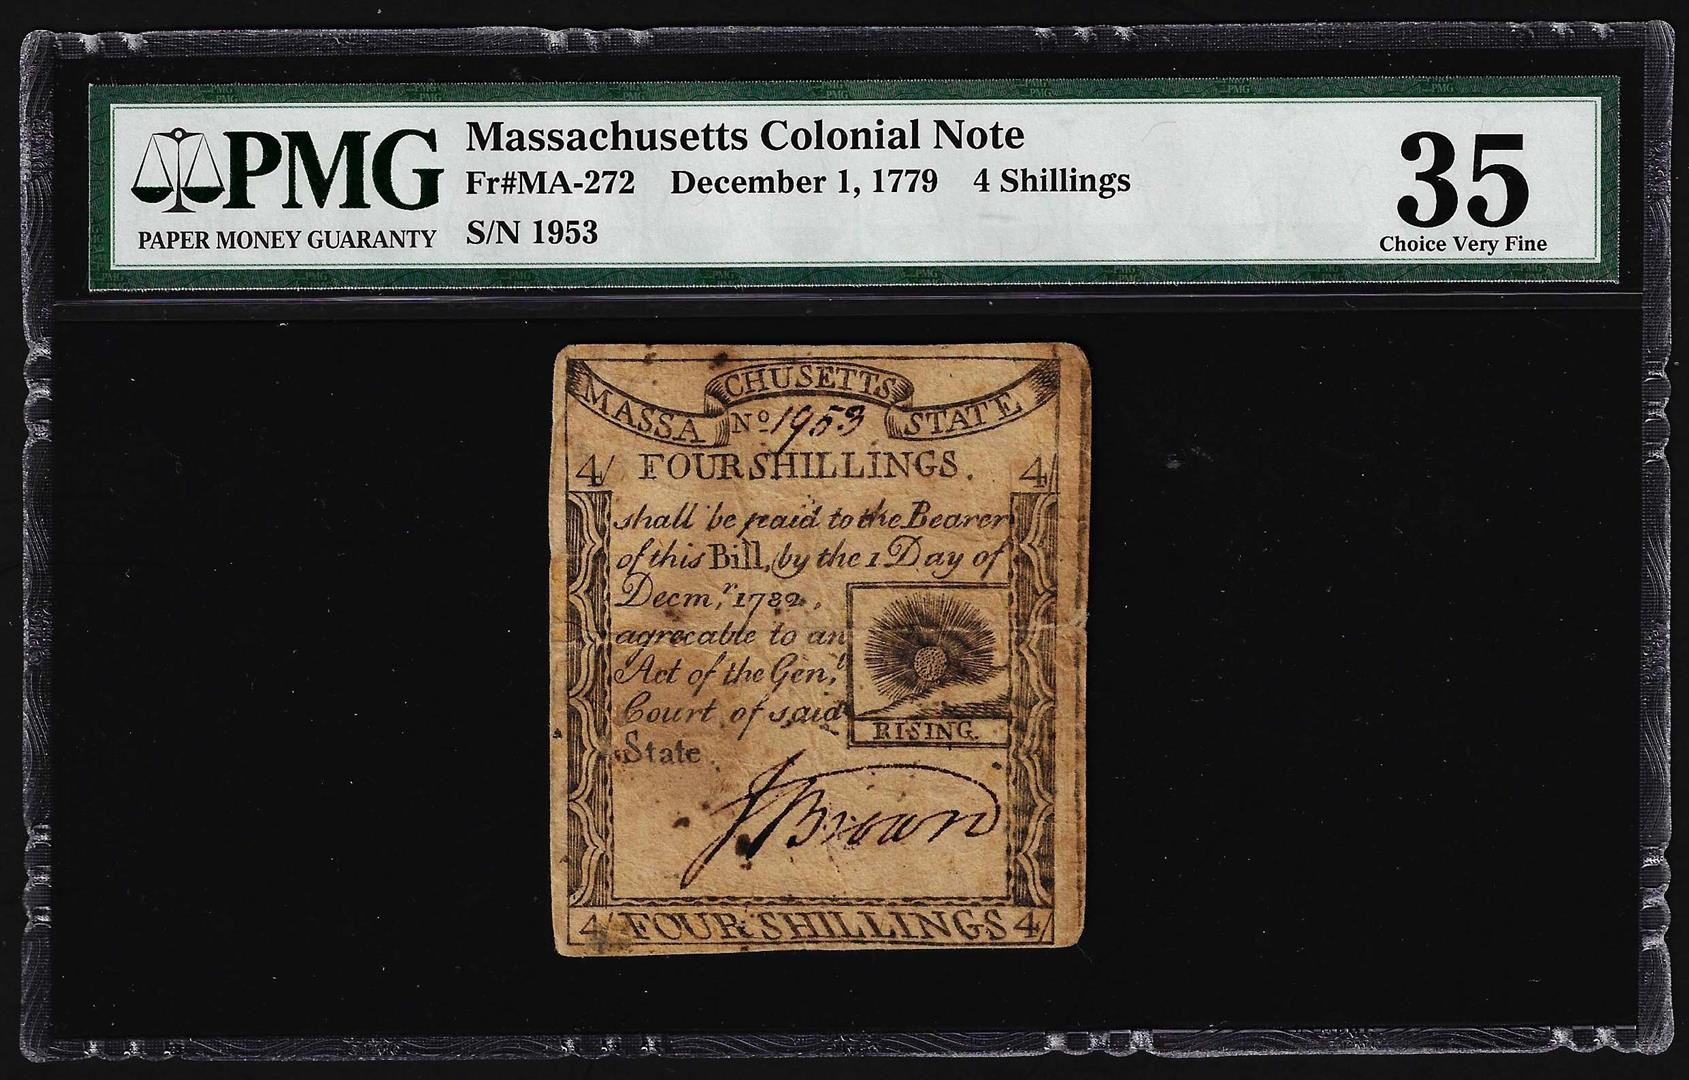 PMG
PAPER MONEY GUARANTY
Massachusetts Colonial Note
Fr#MA-272 December 1, 1779 4 Shillings
S/N 1953
35
Choice Very Fine
MASSA CHUSETTS STATE
Nº 1953
4/ FOUR SHILLINGS. 4/
shall be paid to the Bearer
of this Bill, by the 1 Day of
Decm,ʳ 1782,
agreeable to an
Act of the Gen,ˡ
Court of said
State
RISING.
J Brown
4/ FOUR SHILLINGS 4/